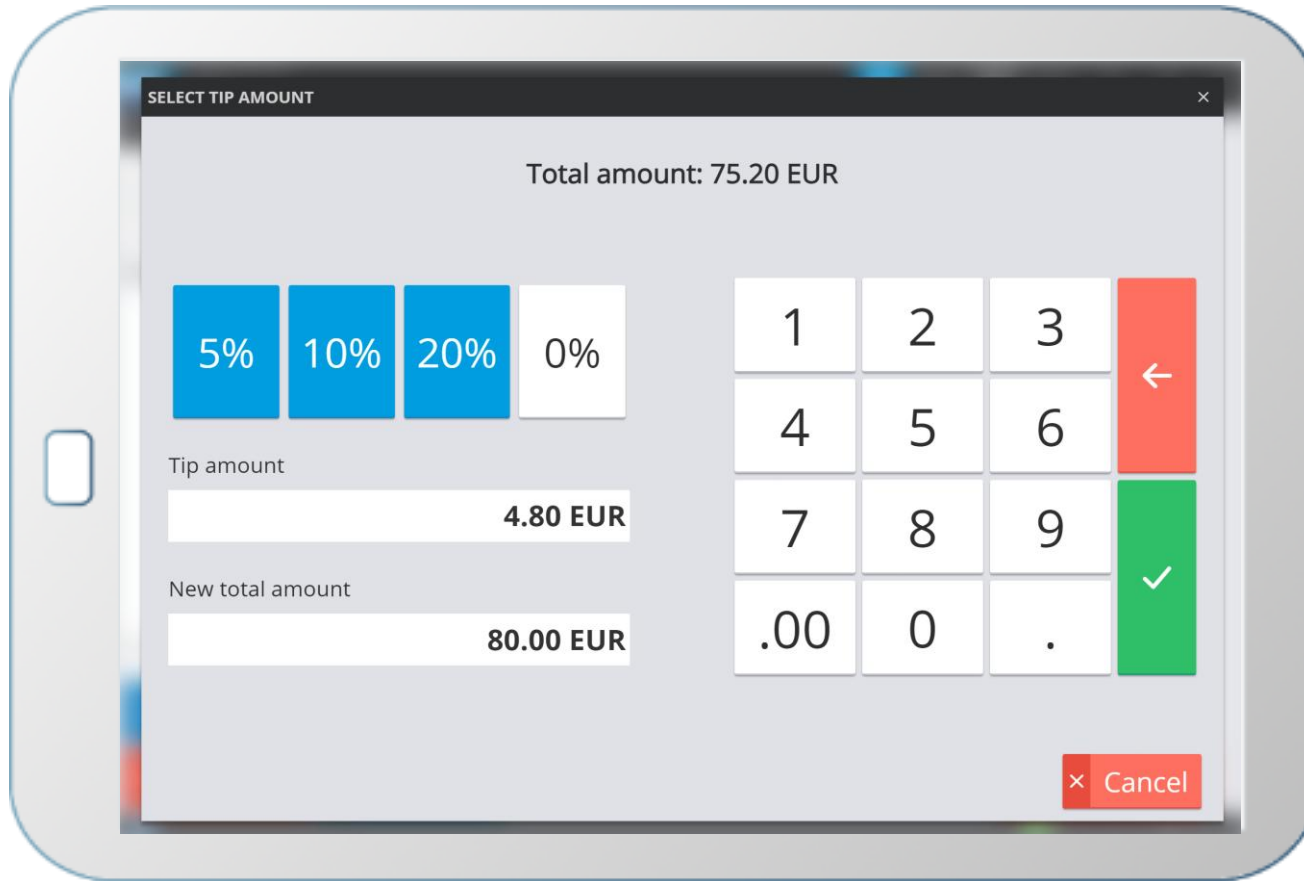 SELECT TIP AMOUNT ×
Total amount: 75.20 EUR
5% 10% 20% 0%
Tip amount
4.80 EUR
New total amount
80.00 EUR
1 2 3
4 5 6
7 8 9
.00 0 .
× Cancel